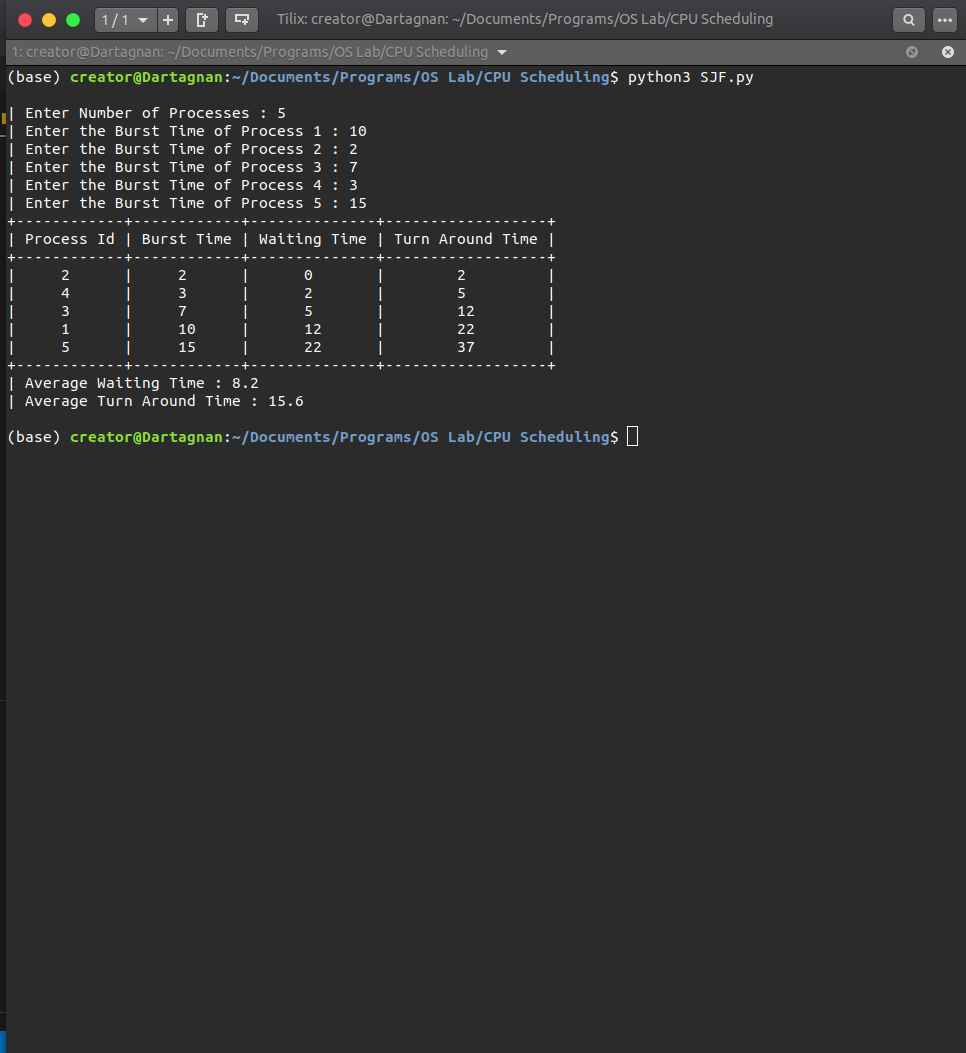 1 / 1 Tilix: creator@Dartagnan: ~/Documents/Programs/OS Lab/CPU Scheduling
1: creator@Dartagnan: ~/Documents/Programs/OS Lab/CPU Scheduling
(base) creator@Dartagnan:~/Documents/Programs/OS Lab/CPU Scheduling$ python3 SJF.py

| Enter Number of Processes : 5
| Enter the Burst Time of Process 1 : 10
| Enter the Burst Time of Process 2 : 2
| Enter the Burst Time of Process 3 : 7
| Enter the Burst Time of Process 4 : 3
| Enter the Burst Time of Process 5 : 15
+------------+------------+--------------+------------------+
| Process Id | Burst Time | Waiting Time | Turn Around Time |
+------------+------------+--------------+------------------+
|     2      |     2      |      0       |        2         |
|     4      |     3      |      2       |        5         |
|     3      |     7      |      5       |        12        |
|     1      |     10     |      12      |        22        |
|     5      |     15     |      22      |        37        |
+------------+------------+--------------+------------------+
| Average Waiting Time : 8.2
| Average Turn Around Time : 15.6

(base) creator@Dartagnan:~/Documents/Programs/OS Lab/CPU Scheduling$